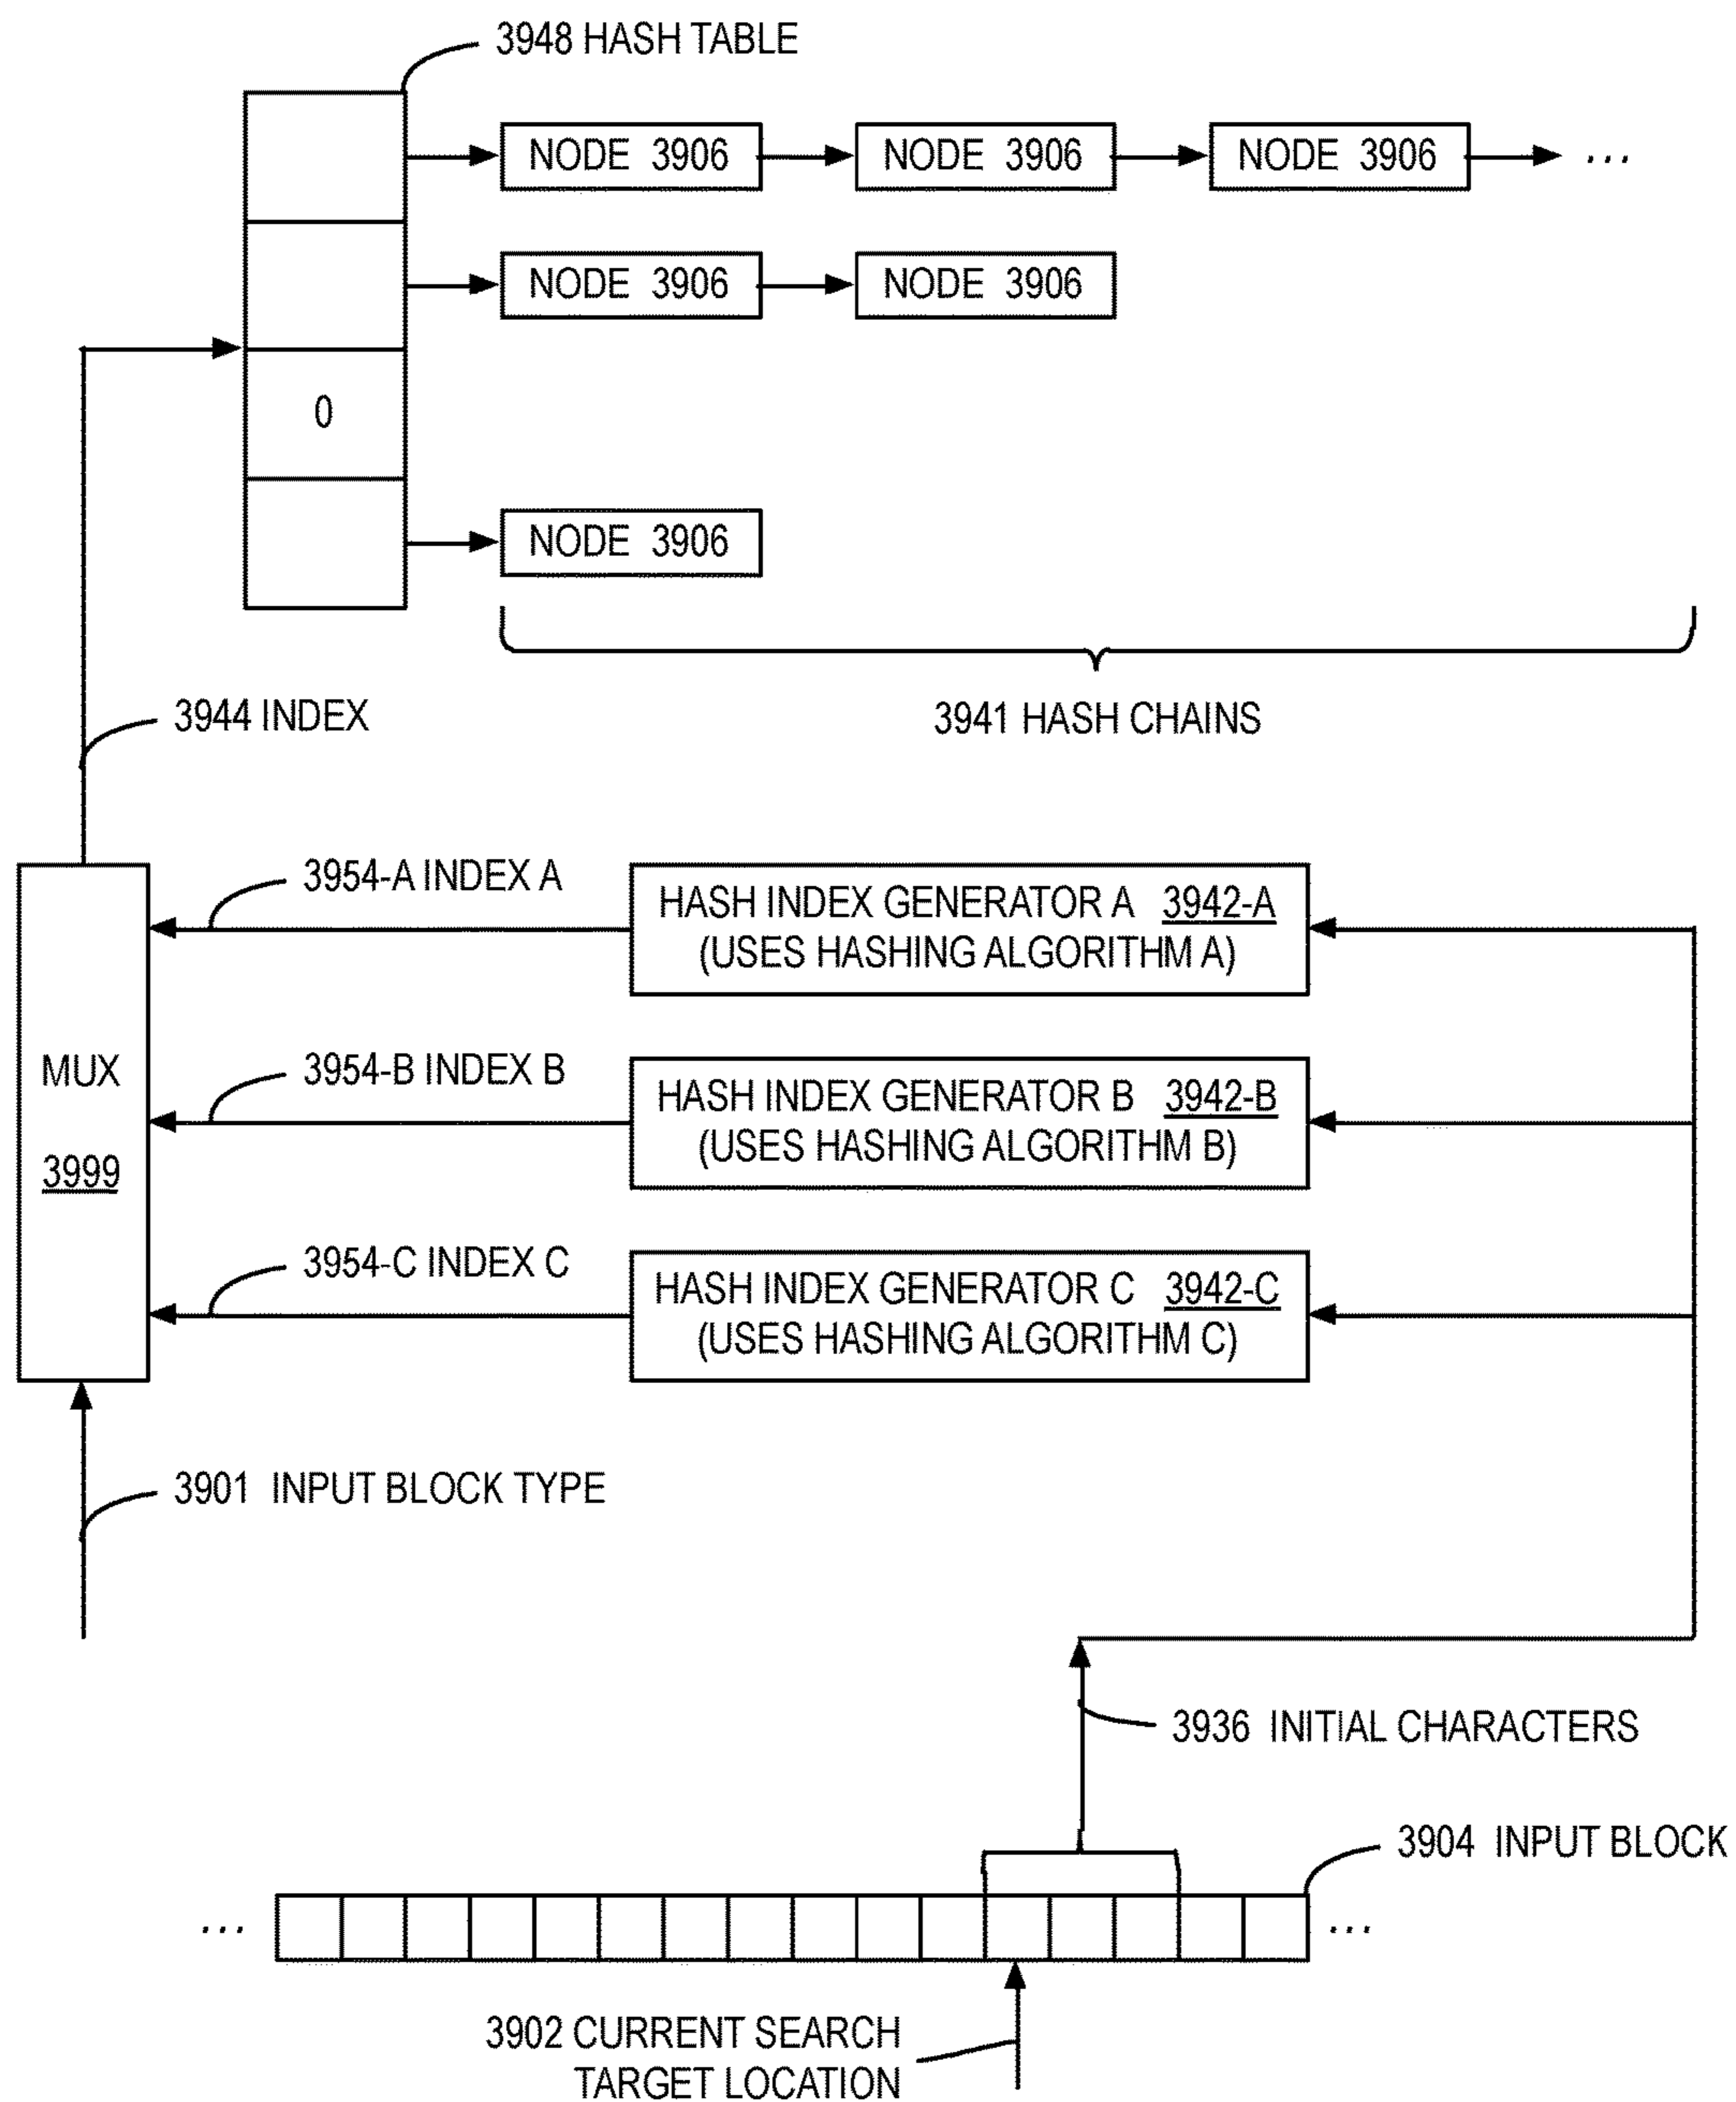 3948 HASH TABLE
NODE 3906 NODE 3906 NODE 3906 ...
NODE 3906 NODE 3906
0
NODE 3906
3944 INDEX
3941 HASH CHAINS
3954-A INDEX A
HASH INDEX GENERATOR A 3942-A
(USES HASHING ALGORITHM A)
MUX
3999
3954-B INDEX B
HASH INDEX GENERATOR B 3942-B
(USES HASHING ALGORITHM B)
3954-C INDEX C
HASH INDEX GENERATOR C 3942-C
(USES HASHING ALGORITHM C)
3901 INPUT BLOCK TYPE
3936 INITIAL CHARACTERS
3904 INPUT BLOCK
... ...
3902 CURRENT SEARCH
TARGET LOCATION